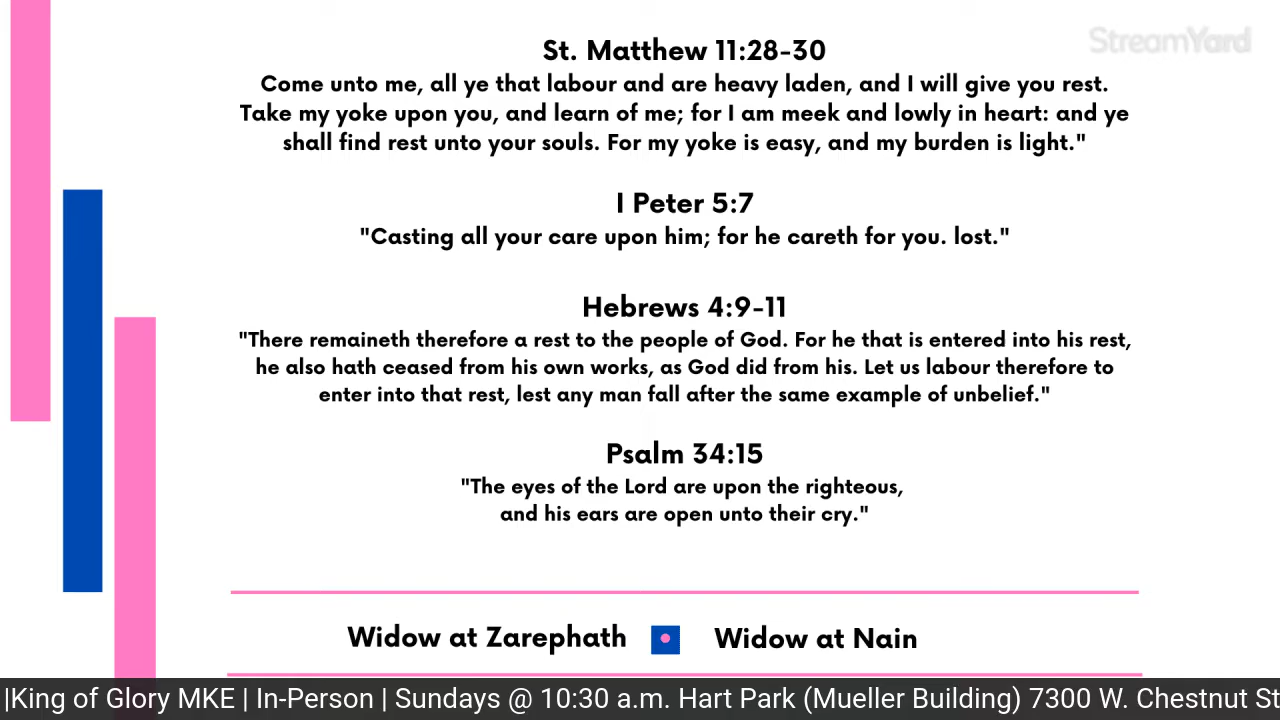 StreamYard
St. Matthew 11:28-30
Come unto me, all ye that labour and are heavy laden, and I will give you rest.
Take my yoke upon you, and learn of me; for I am meek and lowly in heart: and ye
shall find rest unto your souls. For my yoke is easy, and my burden is light."
I Peter 5:7
"Casting all your care upon him; for he careth for you. lost."
Hebrews 4:9-11
"There remaineth therefore a rest to the people of God. For he that is entered into his rest,
he also hath ceased from his own works, as God did from his. Let us labour therefore to
enter into that rest, lest any man fall after the same example of unbelief."
Psalm 34:15
"The eyes of the Lord are upon the righteous,
and his ears are open unto their cry."
Widow at Zarephath Widow at Nain
|King of Glory MKE | In-Person | Sundays @ 10:30 a.m. Hart Park (Mueller Building) 7300 W. Chestnut St